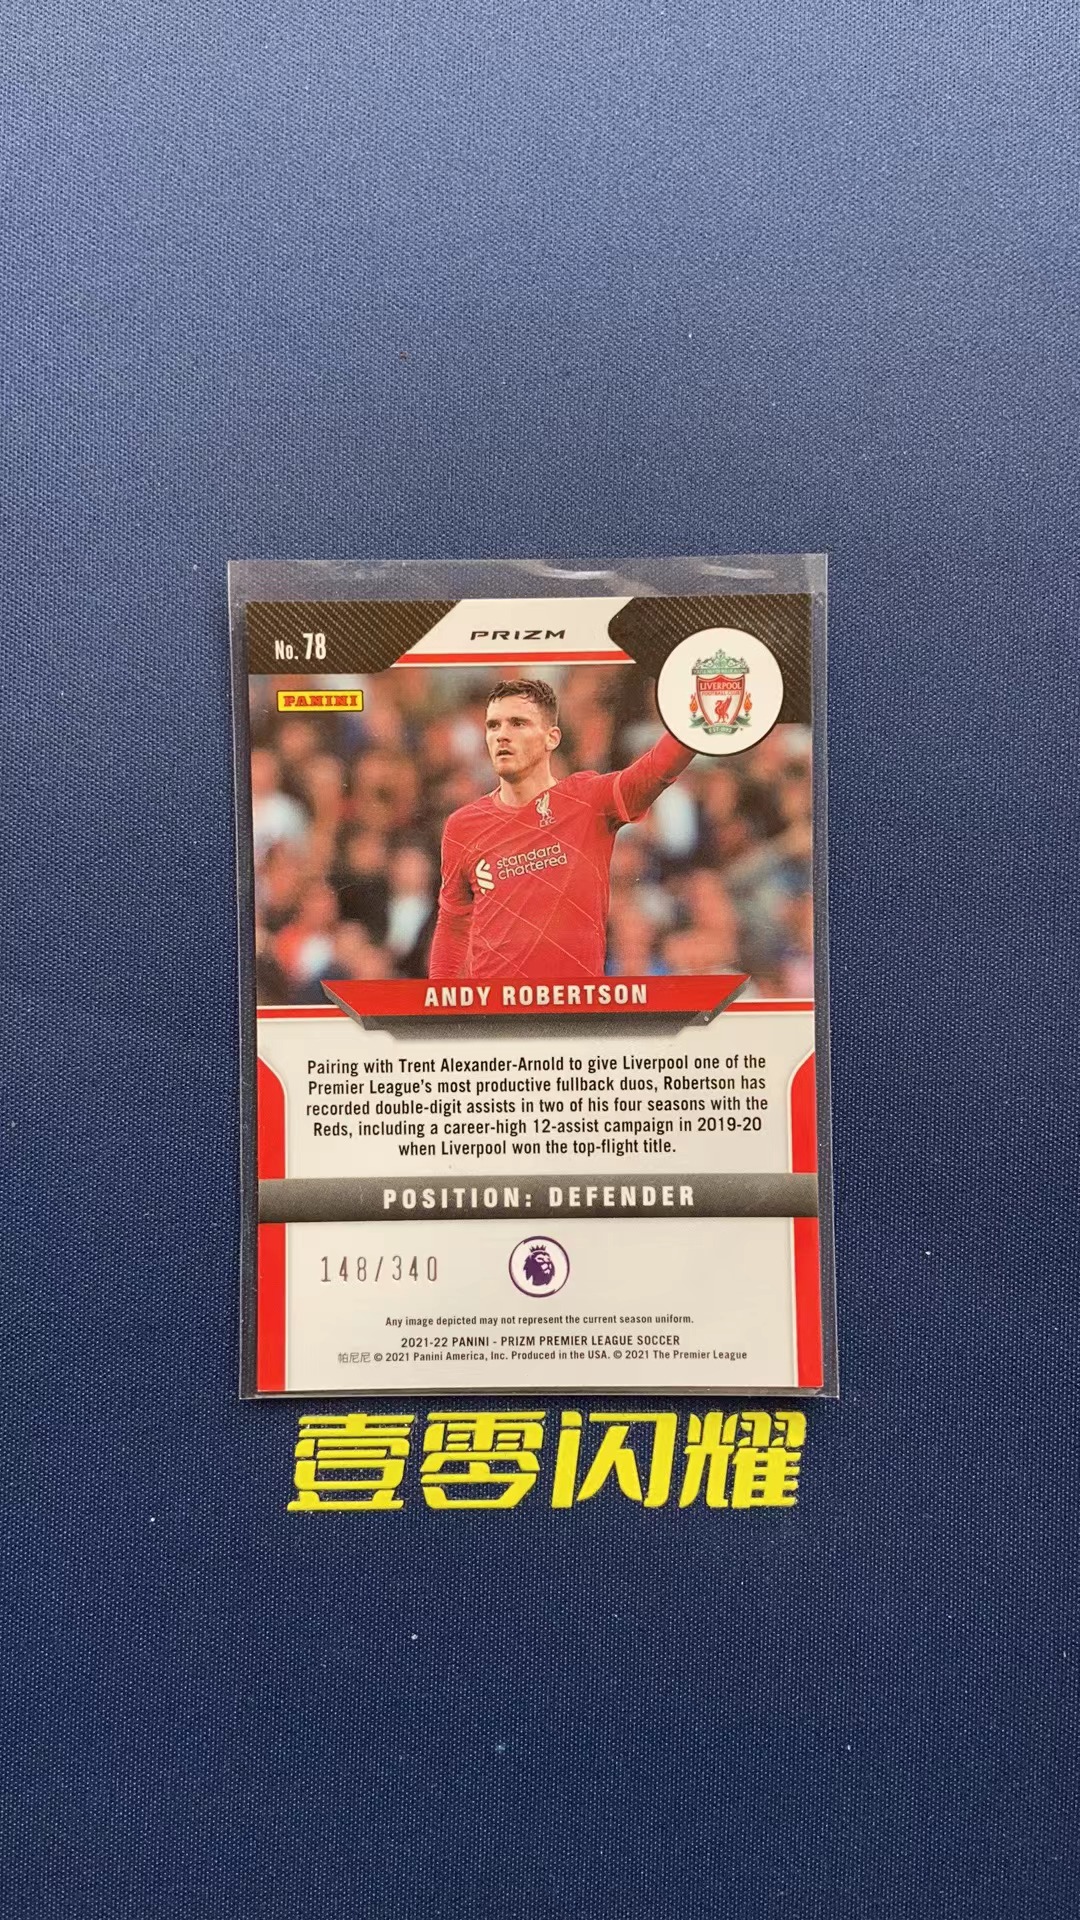 No. 78
PRIZM
PANINI
LIVERPOOL
L.F.C.
standard
chartered
ANDY ROBERTSON
Pairing with Trent Alexander-Arnold to give Liverpool one of the
Premier League's most productive fullback duos, Robertson has
recorded double-digit assists in two of his four seasons with the
Reds, including a career-high 12-assist campaign in 2019-20
when Liverpool won the top-flight title.
POSITION: DEFENDER
148/340
Any image depicted may not represent the current season uniform.
2021-22 PANINI - PRIZM PREMIER LEAGUE SOCCER
帕尼尼 © 2021 Panini America, Inc. Produced in the USA. © 2021 The Premier League
壹零闪耀